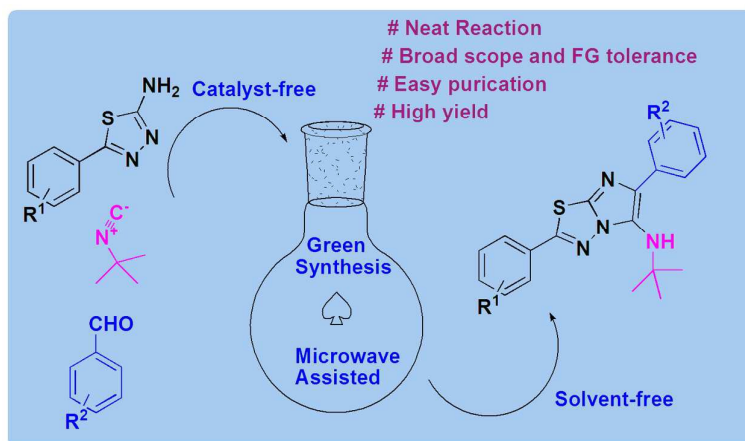 # Neat Reaction
# Broad scope and FG tolerance
# Easy purication
# High yield
NH₂
Catalyst-free
S
N
N
R¹
C⁻
N⁺
CHO
R²
Green
Synthesis
Microwave
Assisted
R²
N
S
N
N
NH
R¹
Solvent-free